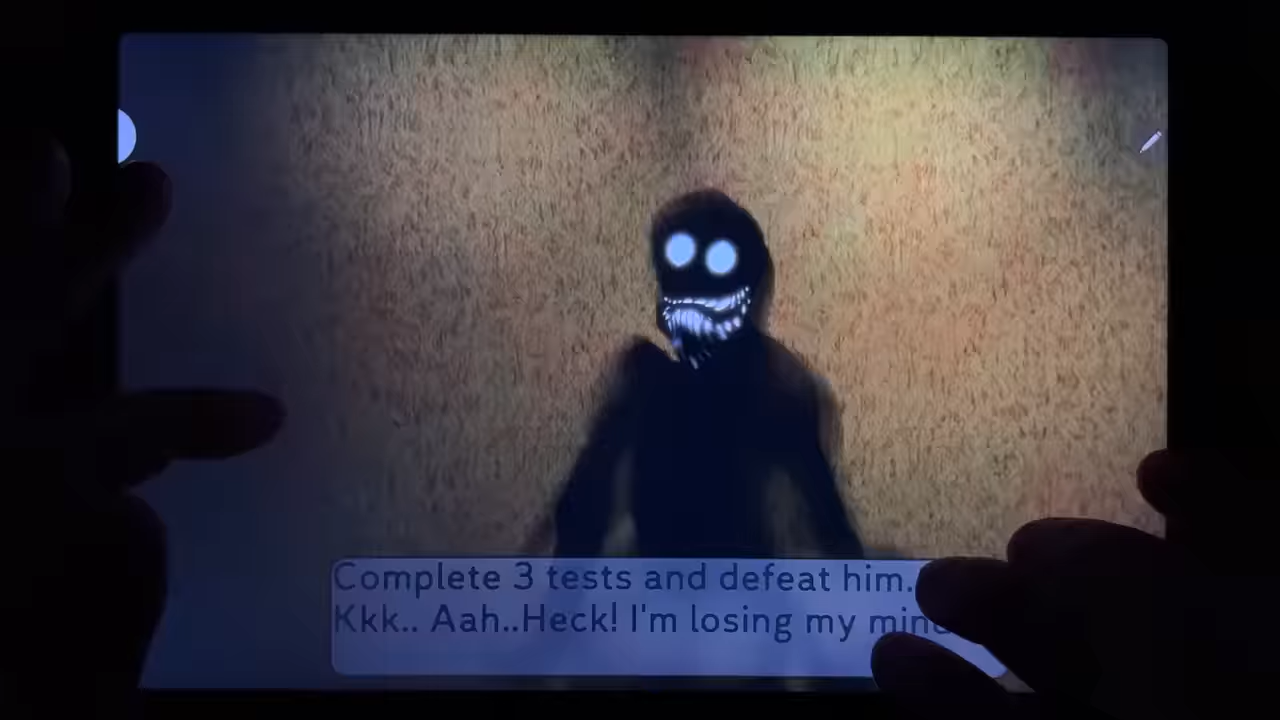 Complete 3 tests and defeat him.
Kkk.. Aah..Heck! I'm losing my